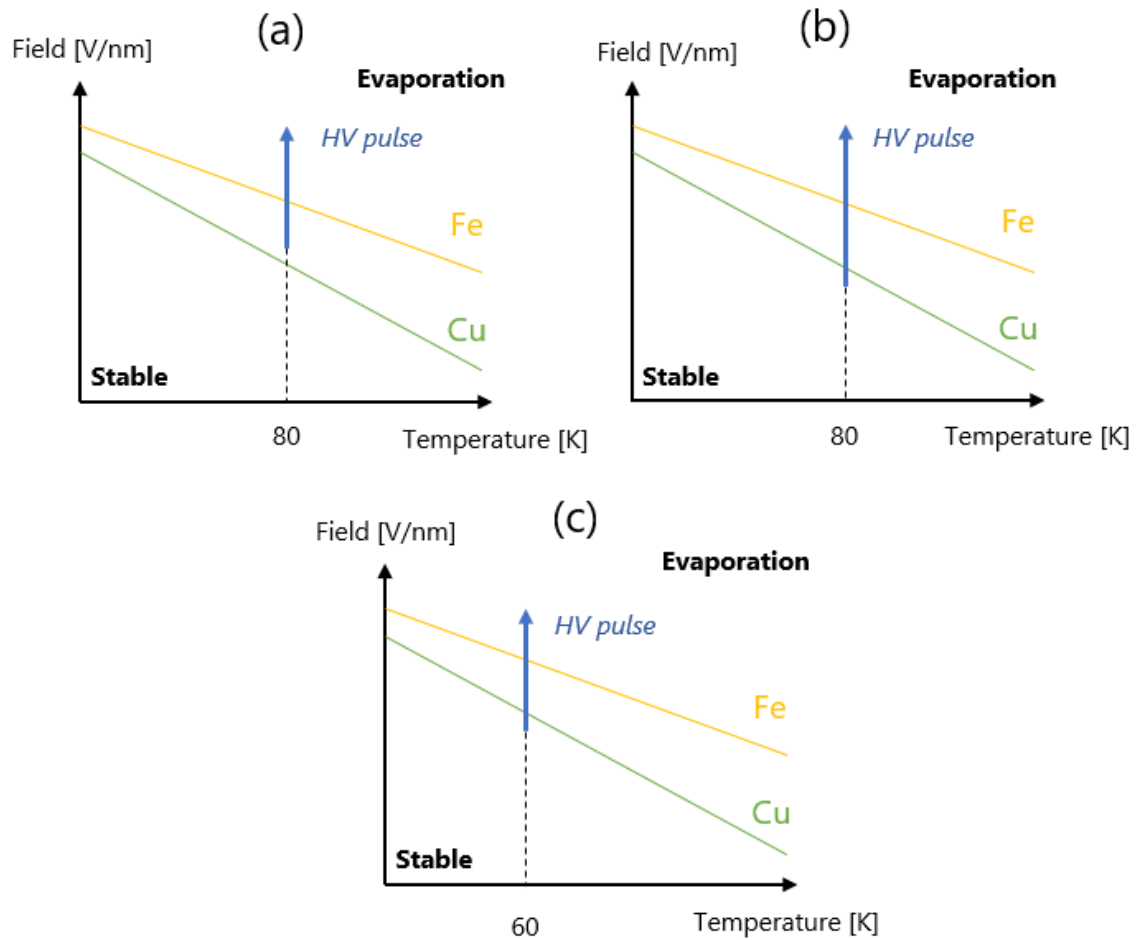 (a)
Field [V/nm]
Evaporation
HV pulse
Fe
Cu
Stable
80
Temperature [K]
(b)
Field [V/nm]
Evaporation
HV pulse
Fe
Cu
Stable
80
Temperature [K]
(c)
Field [V/nm]
Evaporation
HV pulse
Fe
Cu
Stable
60
Temperature [K]